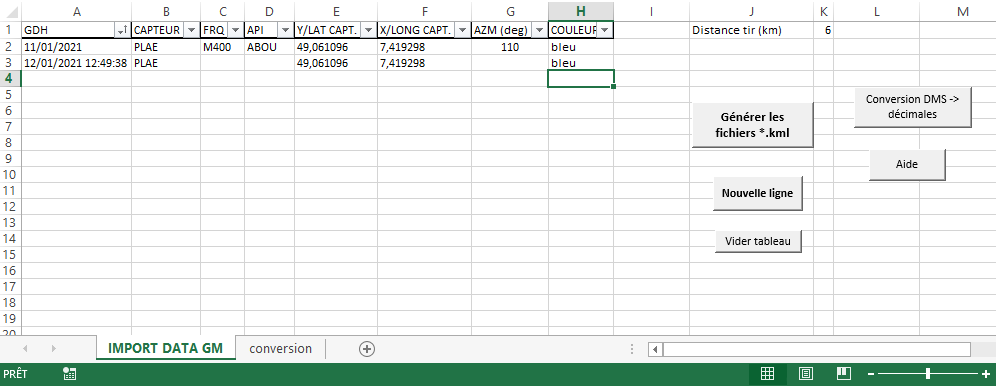 A B C D E F G H I J K L M
1 GDH CAPTEUR FRQ API Y/LAT CAPT. X/LONG CAPT. AZM (deg) COULEUR Distance tir (km) 6
2 11/01/2021 PLAE M400 ABOU 49,061096 7,419298 110 bleu
3 12/01/2021 12:49:38 PLAE 49,061096 7,419298 bleu
4
5
6
7
8
9
10
11
12
13
14
15
16
17
18
19
20
Conversion DMS ->
décimales
Générer les
fichiers *.kml
Aide
Nouvelle ligne
Vider tableau
IMPORT DATA GM conversion
PRÊT